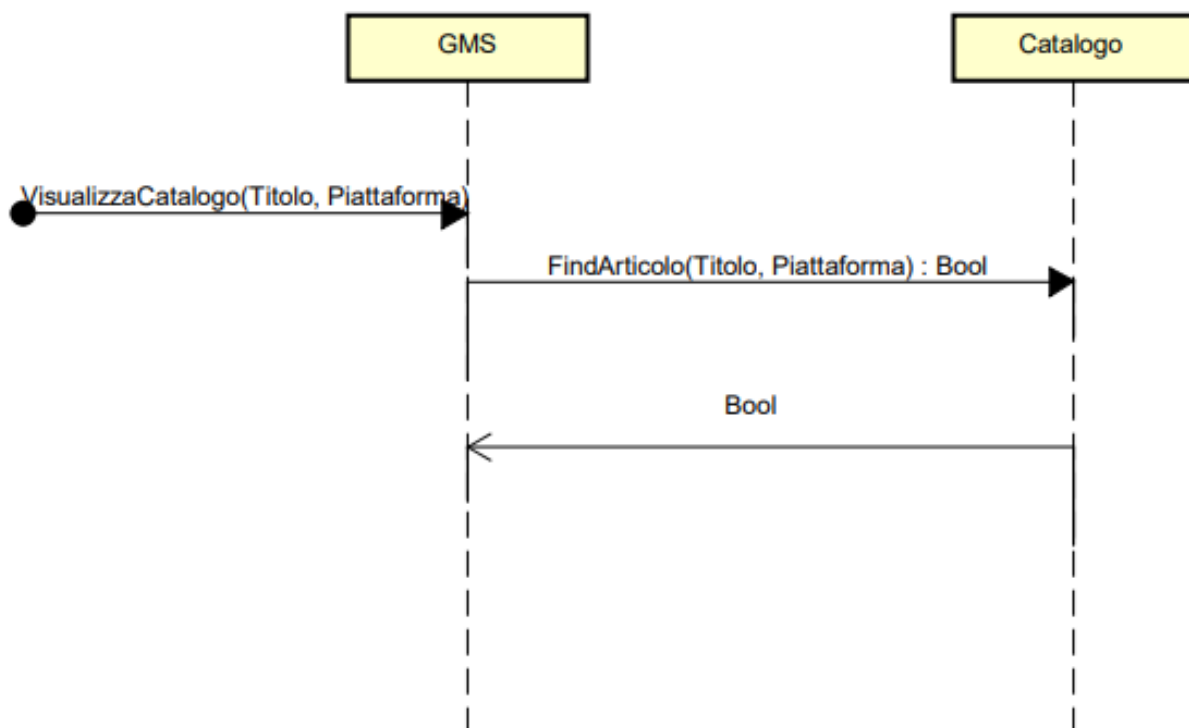 GMS
Catalogo
VisualizzaCatalogo(Titolo, Piattaforma)
FindArticolo(Titolo, Piattaforma) : Bool
Bool